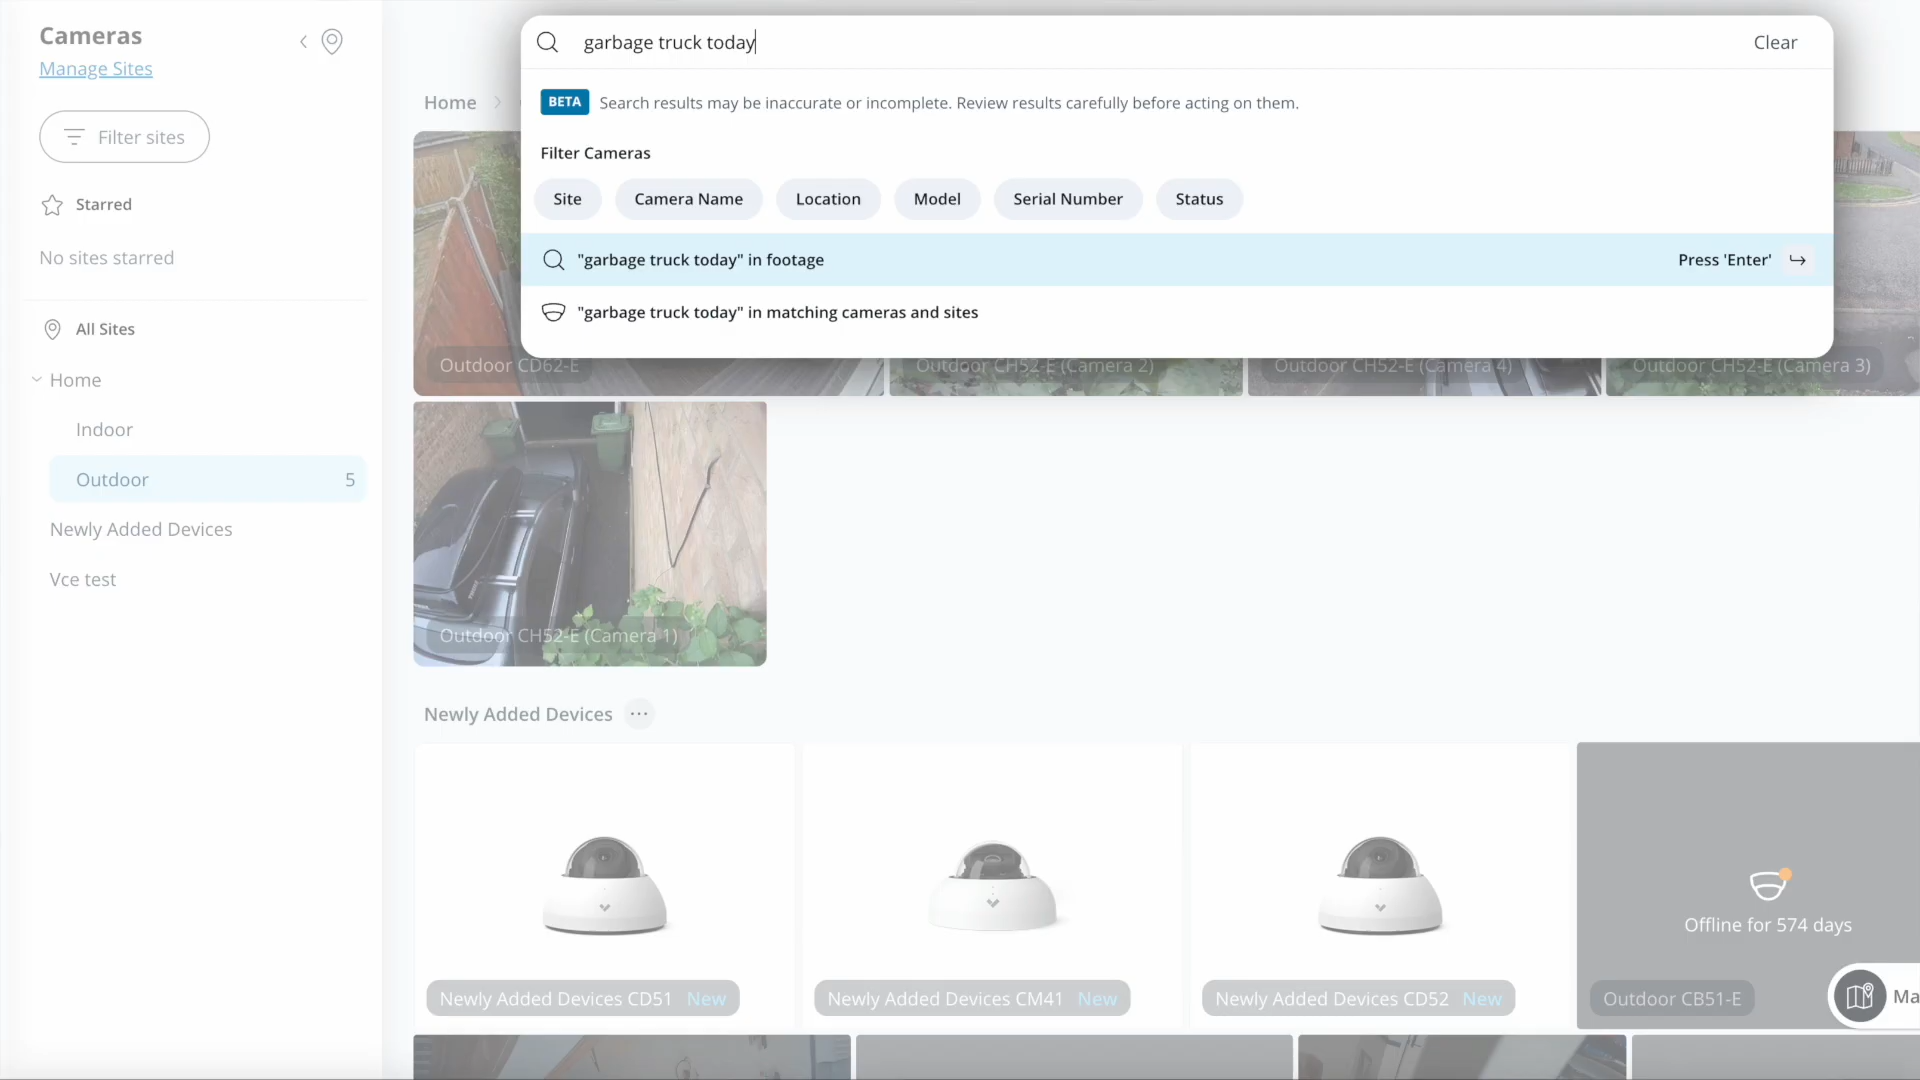 Cameras
Manage Sites
Filter sites
Starred
No sites starred
All Sites
Home
Indoor
Outdoor 5
Newly Added Devices
Vce test
garbage truck today
Clear
BETA Search results may be inaccurate or incomplete. Review results carefully before acting on them.
Filter Cameras
Site Camera Name Location Model Serial Number Status
"garbage truck today" in footage Press 'Enter'
"garbage truck today" in matching cameras and sites
Home
Outdoor CD62-E
Outdoor CH52-E (Camera 2)
Outdoor CH52-E (Camera 4)
Outdoor CH52-E (Camera 3)
Outdoor CH52-E (Camera 1)
Newly Added Devices
Newly Added Devices CD51 New
Newly Added Devices CM41 New
Newly Added Devices CD52 New
Offline for 574 days
Outdoor CB51-E
Ma